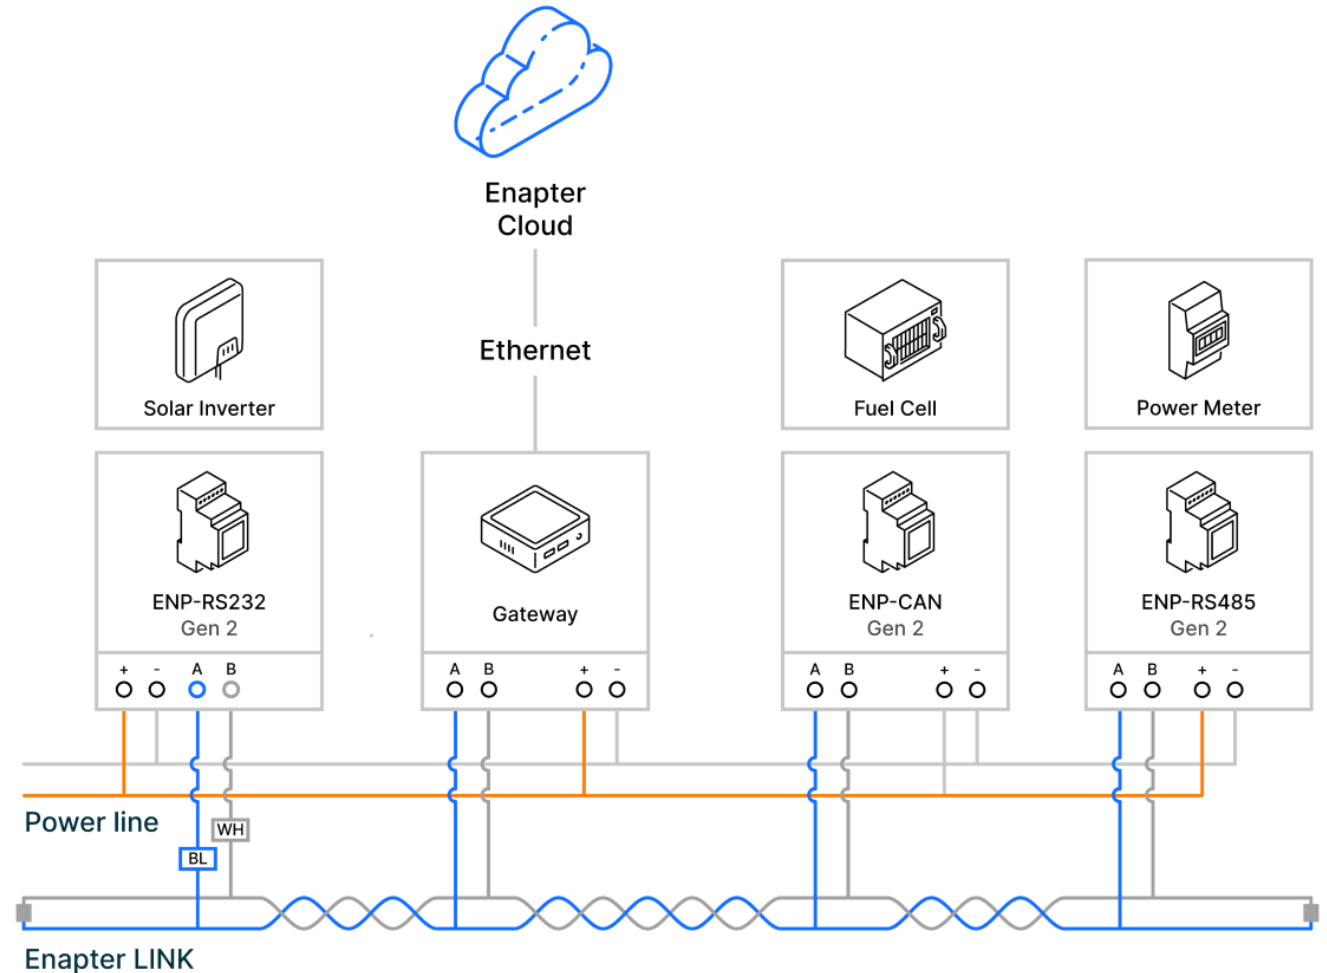 Enapter
Cloud
Ethernet
Solar Inverter
Fuel Cell
Power Meter
ENP-RS232
Gen 2
Gateway
ENP-CAN
Gen 2
ENP-RS485
Gen 2
+ - A B
A B + -
A B + -
A B + -
Power line
WH
BL
Enapter LINK